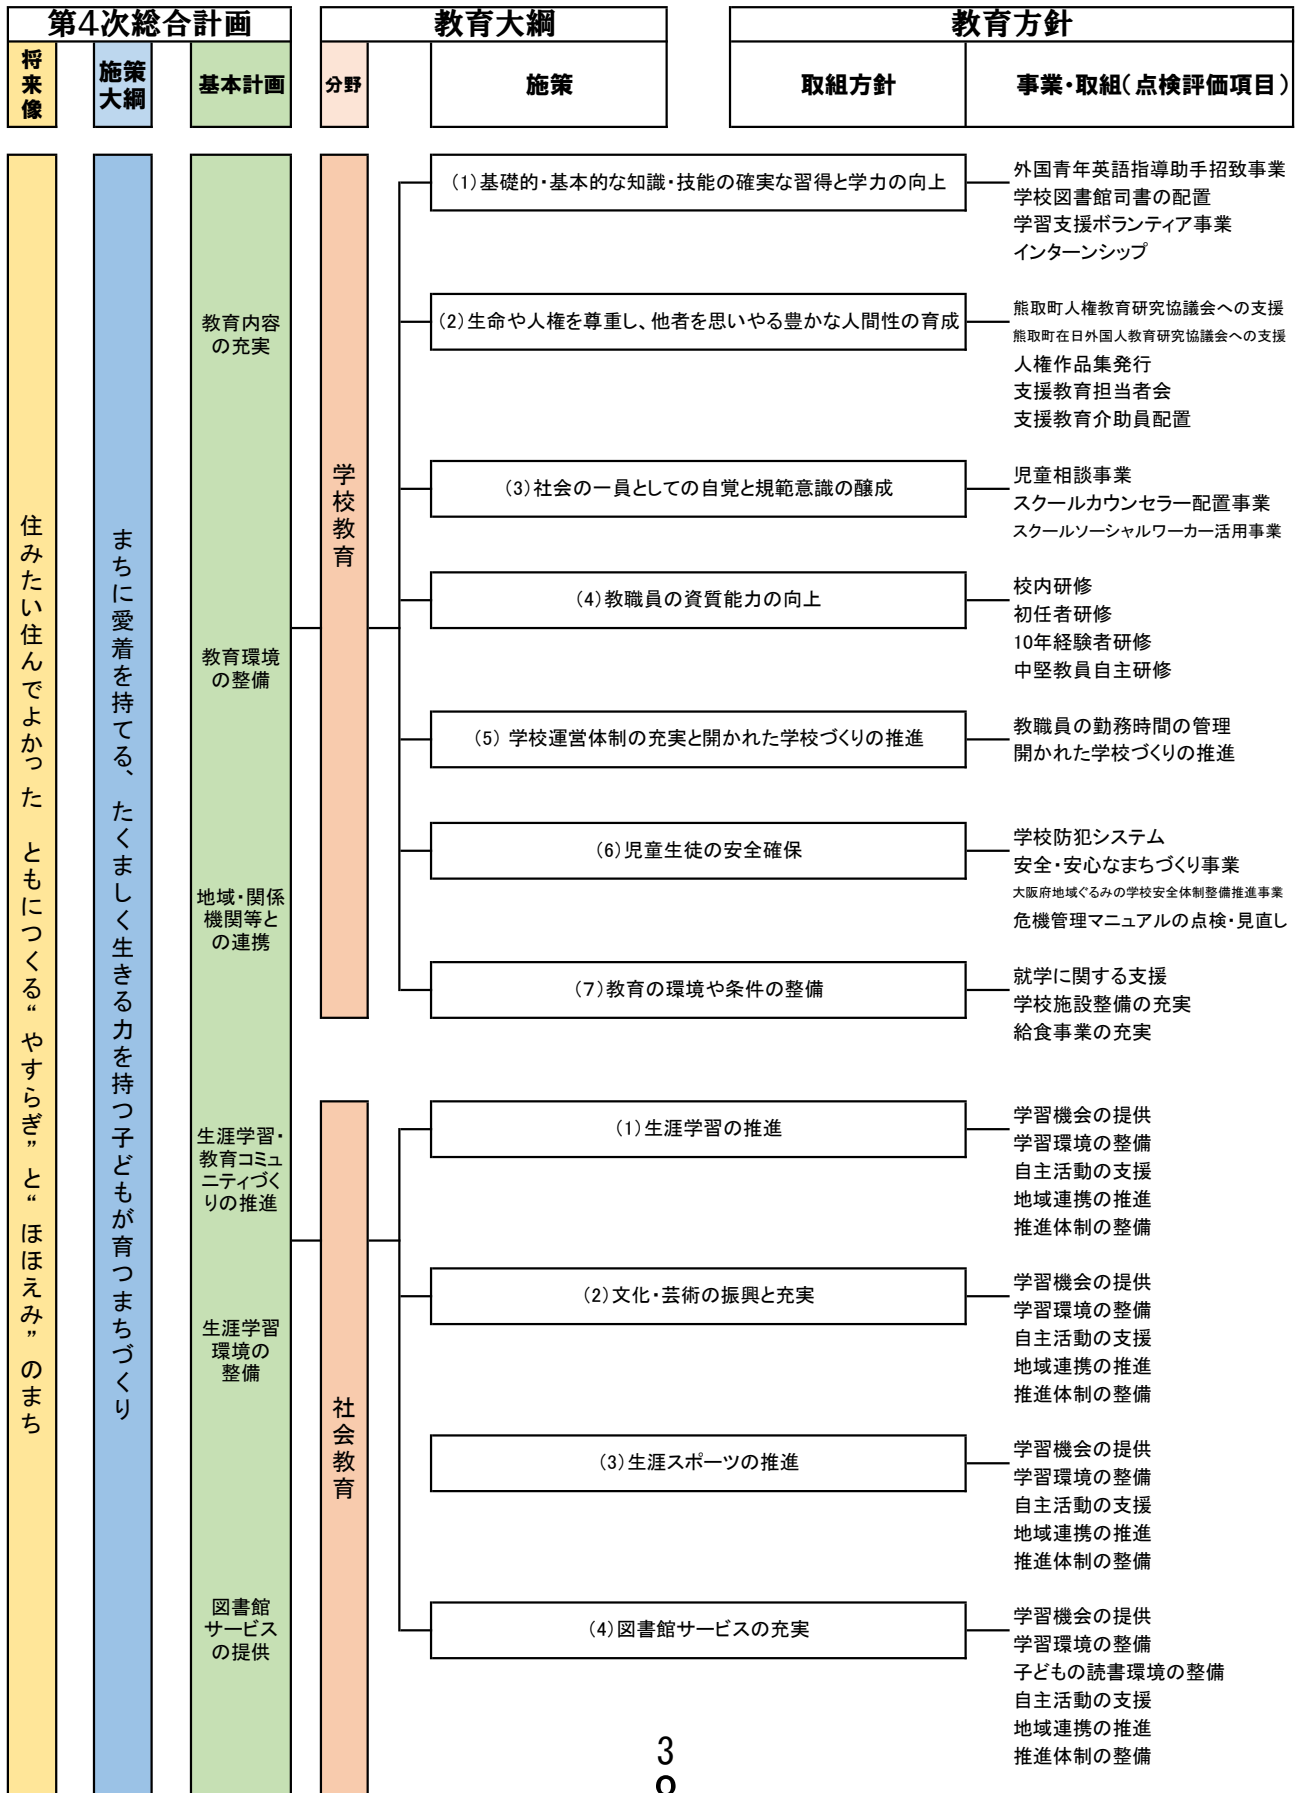 第4次総合計画
教育大綱
教育方針
将来像
施策
大綱
基本計画
分野
施策
取組方針
事業・取組(点検評価項目)
住みたい住んでよかった ともにつくる“やすらぎ”と“ほほえみ”のまち
まちに愛着を持てる、たくましく生きる力を持つ子どもが育つまちづくり
教育内容
の充実
教育環境
の整備
地域・関係
機関等と
の連携
生涯学習・
教育コミュ
ニティづく
りの推進
生涯学習
環境の
整備
図書館
サービス
の提供
学校教育
(1)基礎的・基本的な知識・技能の確実な習得と学力の向上
外国青年英語指導助手招致事業
学校図書館司書の配置
学習支援ボランティア事業
インターンシップ
(2)生命や人権を尊重し、他者を思いやる豊かな人間性の育成
熊取町人権教育研究協議会への支援
熊取町在日外国人教育研究協議会への支援
人権作品集発行
支援教育担当者会
支援教育介助員配置
(3)社会の一員としての自覚と規範意識の醸成
児童相談事業
スクールカウンセラー配置事業
スクールソーシャルワーカー活用事業
(4)教職員の資質能力の向上
校内研修
初任者研修
10年経験者研修
中堅教員自主研修
(5) 学校運営体制の充実と開かれた学校づくりの推進
教職員の勤務時間の管理
開かれた学校づくりの推進
(6)児童生徒の安全確保
学校防犯システム
安全・安心なまちづくり事業
大阪府地域ぐるみの学校安全体制整備推進事業
危機管理マニュアルの点検・見直し
(7)教育の環境や条件の整備
就学に関する支援
学校施設整備の充実
給食事業の充実
社会教育
(1)生涯学習の推進
学習機会の提供
学習環境の整備
自主活動の支援
地域連携の推進
推進体制の整備
(2)文化・芸術の振興と充実
学習機会の提供
学習環境の整備
自主活動の支援
地域連携の推進
推進体制の整備
(3)生涯スポーツの推進
学習機会の提供
学習環境の整備
自主活動の支援
地域連携の推進
推進体制の整備
(4)図書館サービスの充実
学習機会の提供
学習環境の整備
子どもの読書環境の整備
自主活動の支援
地域連携の推進
推進体制の整備
3